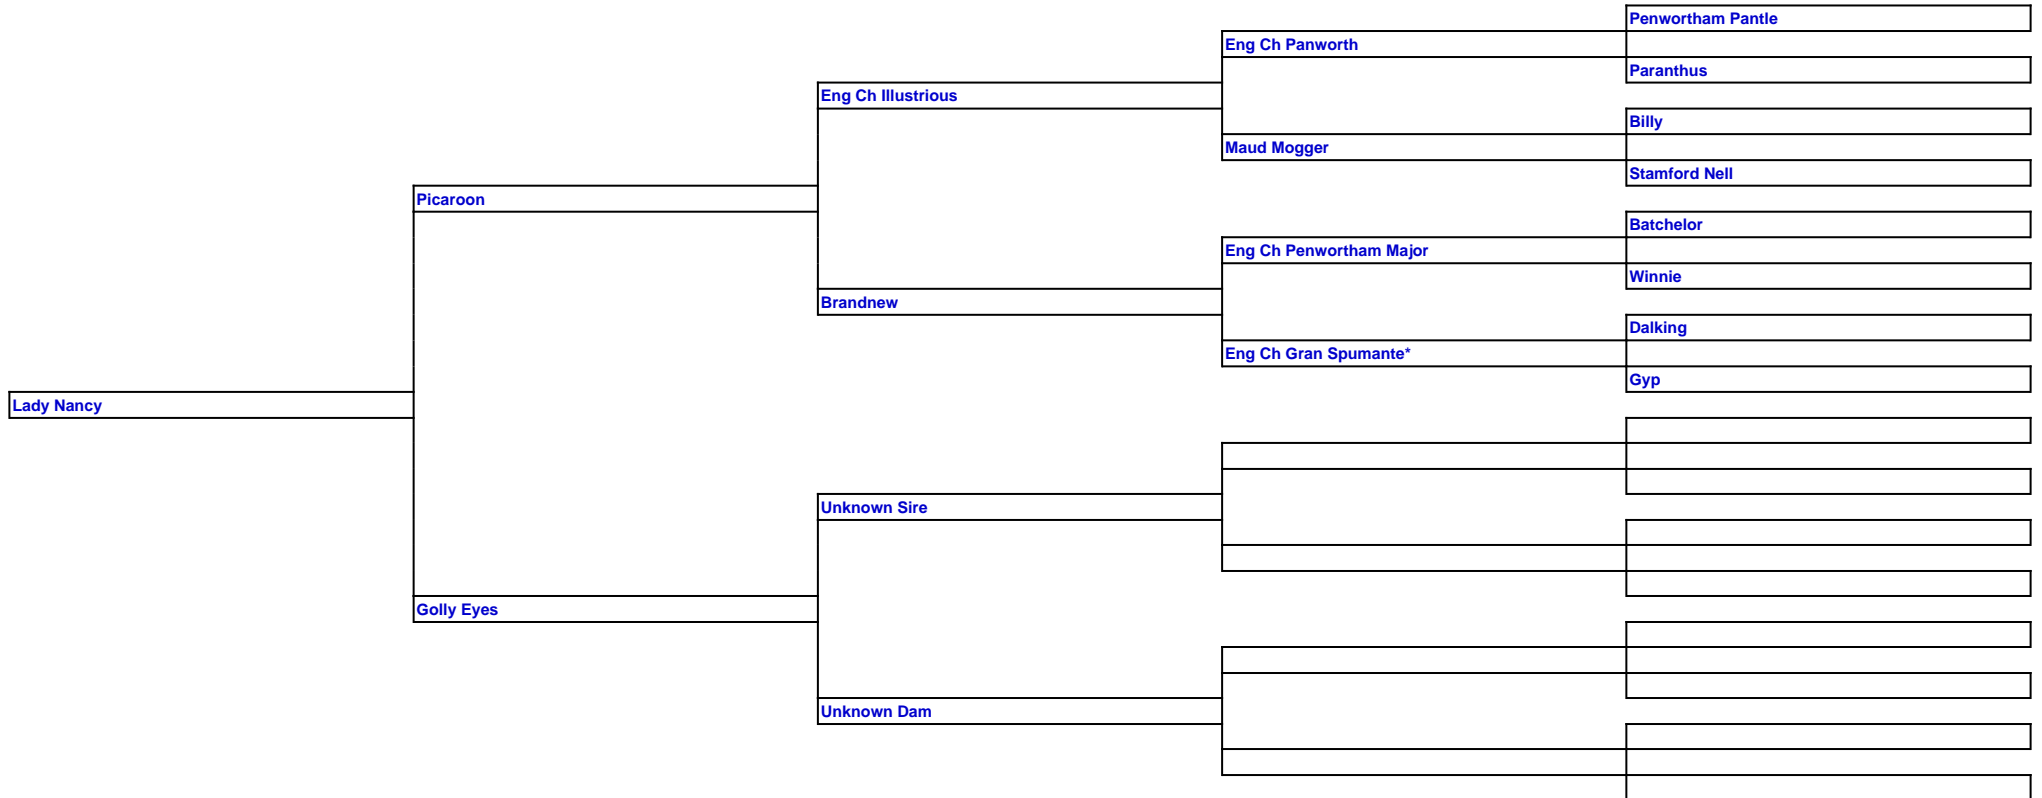 Penwortham Pantle
Eng Ch Panworth
Paranthus
Eng Ch Illustrious
Billy
Maud Mogger
Stamford Nell
Picaroon
Batchelor
Eng Ch Penwortham Major
Winnie
Brandnew
Dalking
Eng Ch Gran Spumante*
Gyp
Lady Nancy
Unknown Sire
Golly Eyes
Unknown Dam